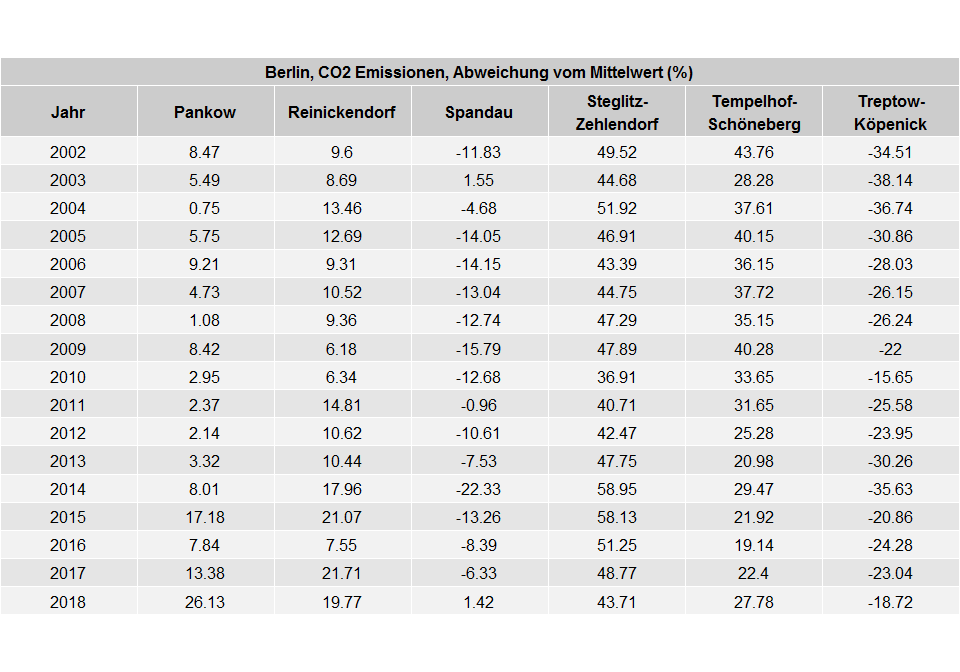 Berlin, CO2 Emissionen, Abweichung vom Mittelwert (%)
Jahr Pankow Reinickendorf Spandau Steglitz- Tempelhof- Treptow-
Zehlendorf Schöneberg Köpenick
2002 8.47 9.6 -11.83 49.52 43.76 -34.51
2003 5.49 8.69 1.55 44.68 28.28 -38.14
2004 0.75 13.46 -4.68 51.92 37.61 -36.74
2005 5.75 12.69 -14.05 46.91 40.15 -30.86
2006 9.21 9.31 -14.15 43.39 36.15 -28.03
2007 4.73 10.52 -13.04 44.75 37.72 -26.15
2008 1.08 9.36 -12.74 47.29 35.15 -26.24
2009 8.42 6.18 -15.79 47.89 40.28 -22
2010 2.95 6.34 -12.68 36.91 33.65 -15.65
2011 2.37 14.81 -0.96 40.71 31.65 -25.58
2012 2.14 10.62 -10.61 42.47 25.28 -23.95
2013 3.32 10.44 -7.53 47.75 20.98 -30.26
2014 8.01 17.96 -22.33 58.95 29.47 -35.63
2015 17.18 21.07 -13.26 58.13 21.92 -20.86
2016 7.84 7.55 -8.39 51.25 19.14 -24.28
2017 13.38 21.71 -6.33 48.77 22.4 -23.04
2018 26.13 19.77 1.42 43.71 27.78 -18.72